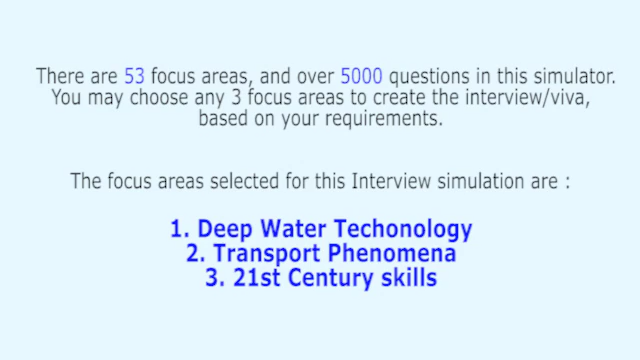 There are 53 focus areas, and over 5000 questions in this simulator.
You may choose any 3 focus areas to create the interview/viva,
based on your requirements.
The focus areas selected for this Interview simulation are :
1. Deep Water Techonology
2. Transport Phenomena
3. 21st Century skills